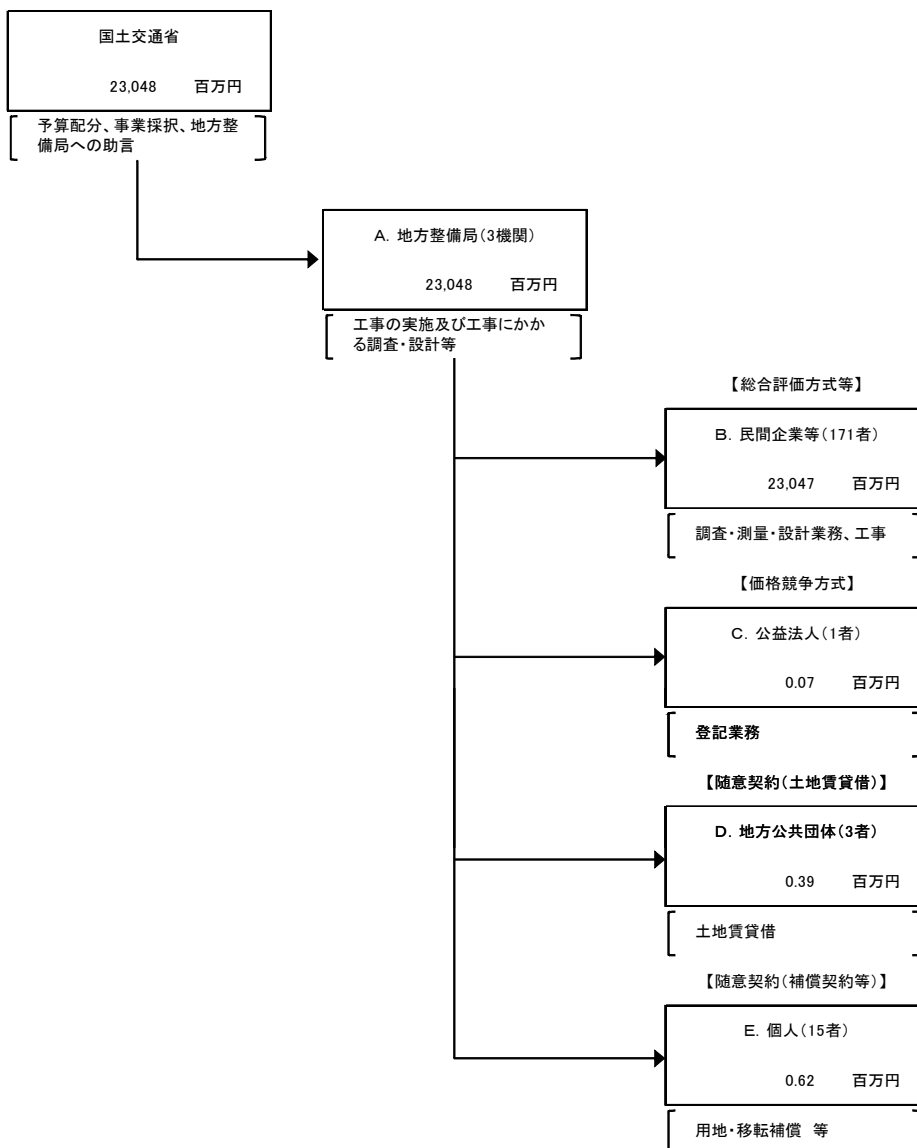 国土交通省
23,048 百万円
予算配分、事業採択、地方整
備局への助言
A. 地方整備局(3機関)
23,048 百万円
工事の実施及び工事にかか
る調査・設計等
【総合評価方式等】
B. 民間企業等(171者)
23,047 百万円
調査・測量・設計業務、工事
【価格競争方式】
C. 公益法人(1者)
0.07 百万円
登記業務
【随意契約(土地賃貸借)】
D. 地方公共団体(3者)
0.39 百万円
土地賃貸借
【随意契約(補償契約等)】
E. 個人(15者)
0.62 百万円
用地・移転補償 等